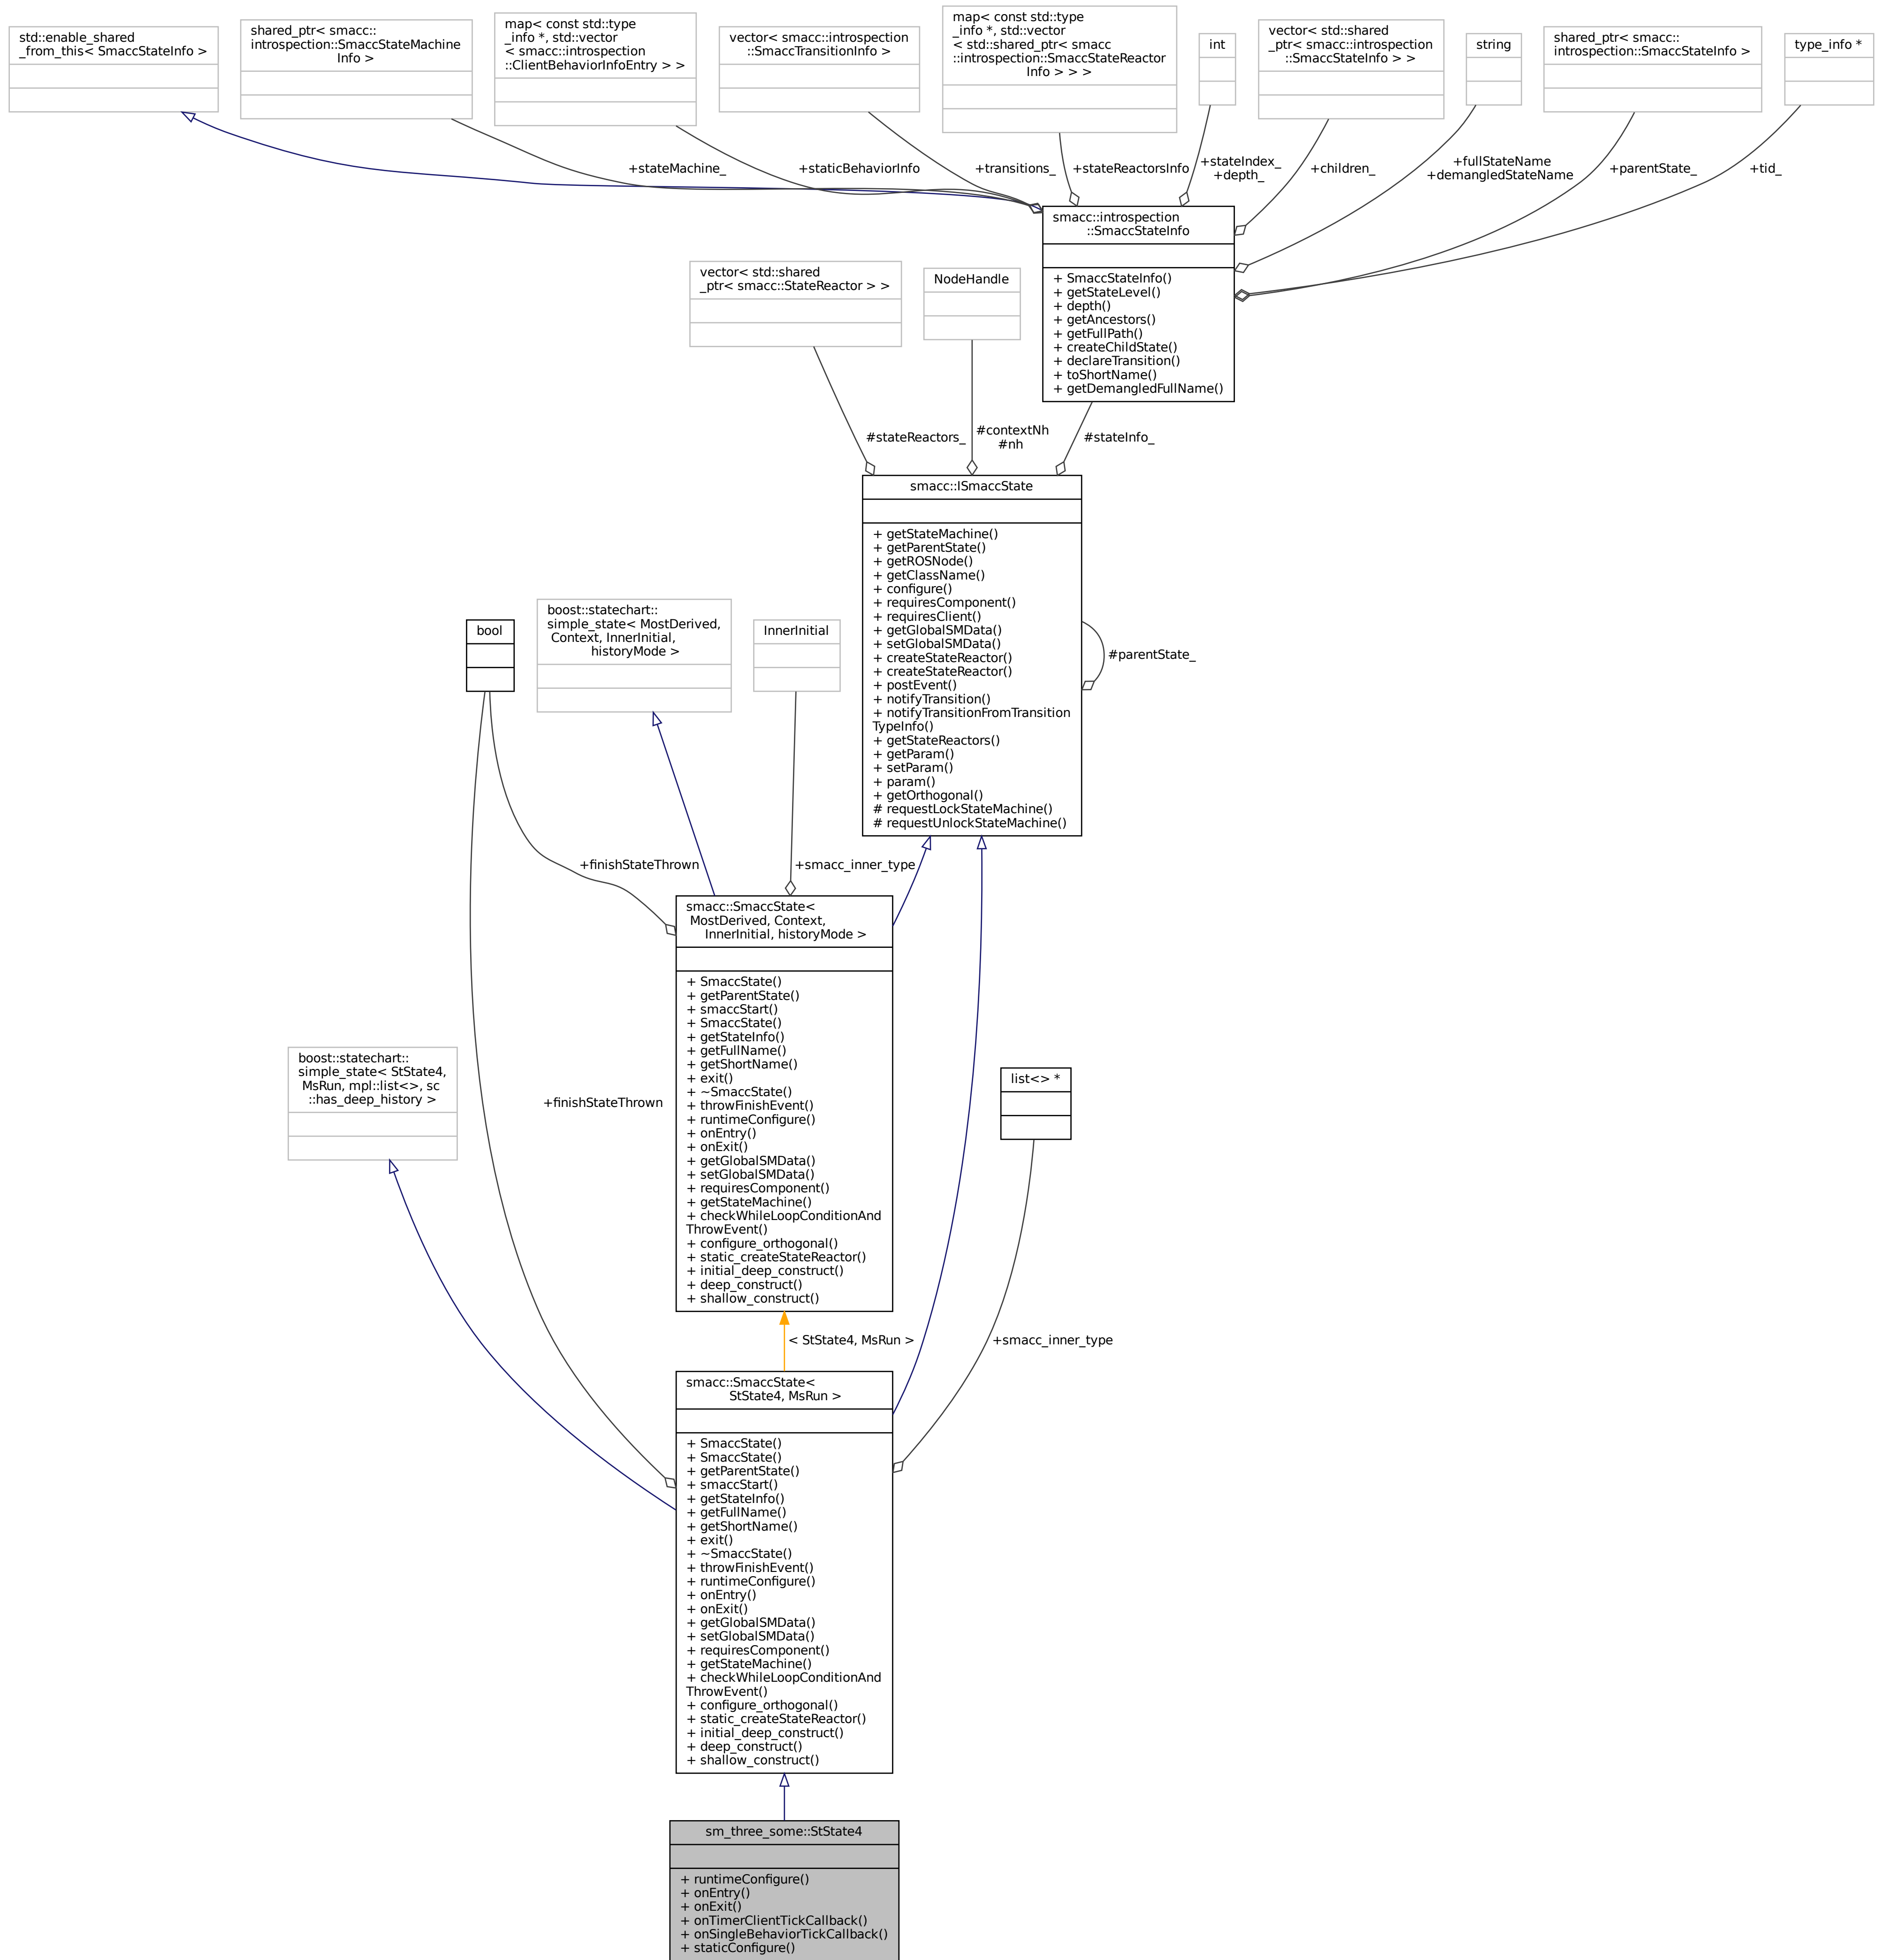 std::enable_shared
_from_this< SmaccStateInfo >
shared_ptr< smacc::
introspection::SmaccStateMachine
Info >
map< const std::type
_info *, std::vector
< smacc::introspection
::ClientBehaviorInfoEntry > >
vector< smacc::introspection
::SmaccTransitionInfo >
map< const std::type
_info *, std::vector
< std::shared_ptr< smacc
::introspection::SmaccStateReactor
Info > > >
int
vector< std::shared
_ptr< smacc::introspection
::SmaccStateInfo > >
string
shared_ptr< smacc::
introspection::SmaccStateInfo >
type_info *
+stateMachine_
+staticBehaviorInfo
+transitions_
+stateReactorsInfo
+stateIndex_
+depth_
+children_
+fullStateName
+demangledStateName
+parentState_
+tid_
smacc::introspection
::SmaccStateInfo
+ SmaccStateInfo()
+ getStateLevel()
+ depth()
+ getAncestors()
+ getFullPath()
+ createChildState()
+ declareTransition()
+ toShortName()
+ getDemangledFullName()
vector< std::shared
_ptr< smacc::StateReactor > >
NodeHandle
#stateReactors_
#contextNh
#nh
#stateInfo_
smacc::ISmaccState
+ getStateMachine()
+ getParentState()
+ getROSNode()
+ getClassName()
+ configure()
+ requiresComponent()
+ requiresClient()
+ getGlobalSMData()
+ setGlobalSMData()
+ createStateReactor()
+ createStateReactor()
+ postEvent()
+ notifyTransition()
+ notifyTransitionFromTransition
TypeInfo()
+ getStateReactors()
+ getParam()
+ setParam()
+ param()
+ getOrthogonal()
# requestLockStateMachine()
# requestUnlockStateMachine()
#parentState_
bool
boost::statechart::
simple_state< MostDerived,
Context, InnerInitial,
historyMode >
InnerInitial
+finishStateThrown
+smacc_inner_type
smacc::SmaccState<
MostDerived, Context,
InnerInitial, historyMode >
+ SmaccState()
+ getParentState()
+ smaccStart()
+ SmaccState()
+ getStateInfo()
+ getFullName()
+ getShortName()
+ exit()
+ ~SmaccState()
+ throwFinishEvent()
+ runtimeConfigure()
+ onEntry()
+ onExit()
+ getGlobalSMData()
+ setGlobalSMData()
+ requiresComponent()
+ getStateMachine()
+ checkWhileLoopConditionAnd
ThrowEvent()
+ configure_orthogonal()
+ static_createStateReactor()
+ initial_deep_construct()
+ deep_construct()
+ shallow_construct()
boost::statechart::
simple_state< StState4,
MsRun, mpl::list<>, sc
::has_deep_history >
+finishStateThrown
list<> *
< StState4, MsRun >
+smacc_inner_type
smacc::SmaccState<
StState4, MsRun >
+ SmaccState()
+ SmaccState()
+ getParentState()
+ smaccStart()
+ getStateInfo()
+ getFullName()
+ getShortName()
+ exit()
+ ~SmaccState()
+ throwFinishEvent()
+ runtimeConfigure()
+ onEntry()
+ onExit()
+ getGlobalSMData()
+ setGlobalSMData()
+ requiresComponent()
+ getStateMachine()
+ checkWhileLoopConditionAnd
ThrowEvent()
+ configure_orthogonal()
+ static_createStateReactor()
+ initial_deep_construct()
+ deep_construct()
+ shallow_construct()
sm_three_some::StState4
+ runtimeConfigure()
+ onEntry()
+ onExit()
+ onTimerClientTickCallback()
+ onSingleBehaviorTickCallback()
+ staticConfigure()